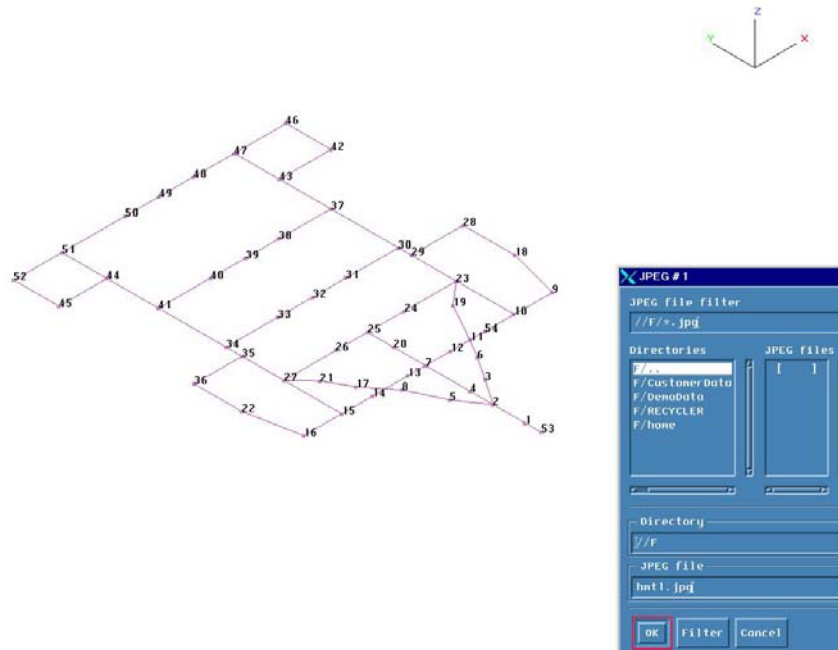 Z
Y
X
46
47
42
48
43
49
50
37
51
38
30
28
39
29
18
52
44
40
31
23
9
45
32
19
10
41
33
24
54
34
25
11
35
20
12
6
26
7
36
27
21
13
3
17
8
4
14
5
2
22
15
1
16
53
JPEG #1
JPEG file filter
//F/*.jpg
Directories
JPEG files
F/..
[ ]
F/CustomerData
F/DemoData
F/RECYCLER
F/home
Directory
//F
JPEG file
hmt1.jpg
OK
Filter
Cancel